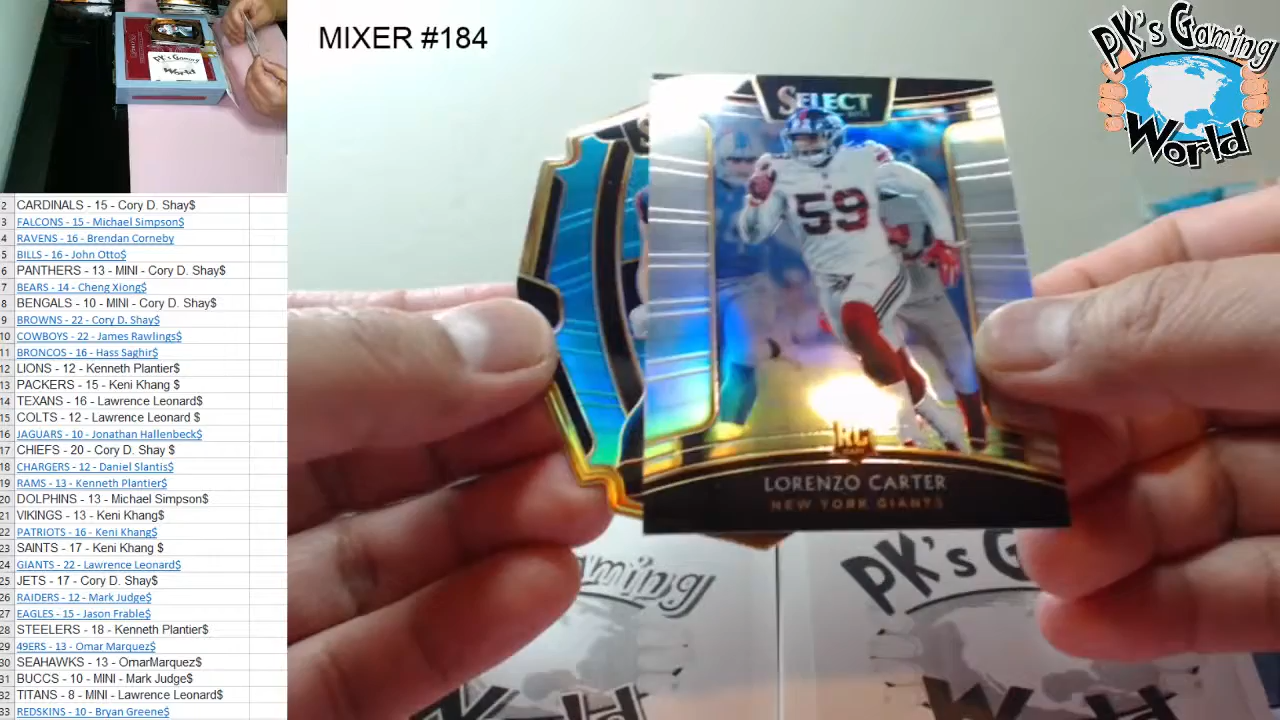 MIXER #184
PK's Gaming
World
2 CARDINALS - 15 - Cory D. Shay$
3 FALCONS - 15 - Michael Simpson$
4 RAVENS - 16 - Brendan Corneby
5 BILLS - 16 - John Otto$
6 PANTHERS - 13 - MINI - Cory D. Shay$
7 BEARS - 14 - Cheng Xiong$
8 BENGALS - 10 - MINI - Cory D. Shay$
9 BROWNS - 22 - Cory D. Shay$
10 COWBOYS - 22 - James Rawlings$
11 BRONCOS - 16 - Hass Saghir$
12 LIONS - 12 - Kenneth Plantier$
13 PACKERS - 15 - Keni Khang $
14 TEXANS - 16 - Lawrence Leonard$
15 COLTS - 12 - Lawrence Leonard $
16 JAGUARS - 10 - Jonathan Hallenbeck$
17 CHIEFS - 20 - Cory D. Shay $
18 CHARGERS - 12 - Daniel Slantis$
19 RAMS - 13 - Kenneth Plantier$
20 DOLPHINS - 13 - Michael Simpson$
21 VIKINGS - 13 - Keni Khang$
22 PATRIOTS - 16 - Keni Khang$
23 SAINTS - 17 - Keni Khang $
24 GIANTS - 22 - Lawrence Leonard$
25 JETS - 17 - Cory D. Shay$
26 RAIDERS - 12 - Mark Judge$
27 EAGLES - 15 - Jason Frable$
28 STEELERS - 18 - Kenneth Plantier$
29 49ERS - 13 - Omar Marquez$
30 SEAHAWKS - 13 - OmarMarquez$
31 BUCCS - 10 - MINI - Mark Judge$
32 TITANS - 8 - MINI - Lawrence Leonard$
33 REDSKINS - 10 - Bryan Greene$
SELECT
59
RC
LORENZO CARTER
NEW YORK GIANTS
PK's Gaming
World
Gaming
World
PK's G
World